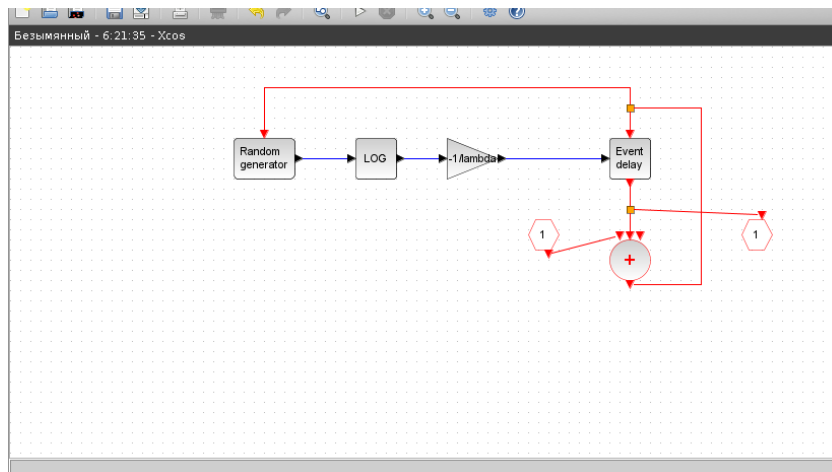 Безымянный - 6:21:35 - Xcos
Random
generator
LOG
-1/lambda
Event
delay
1
1
+